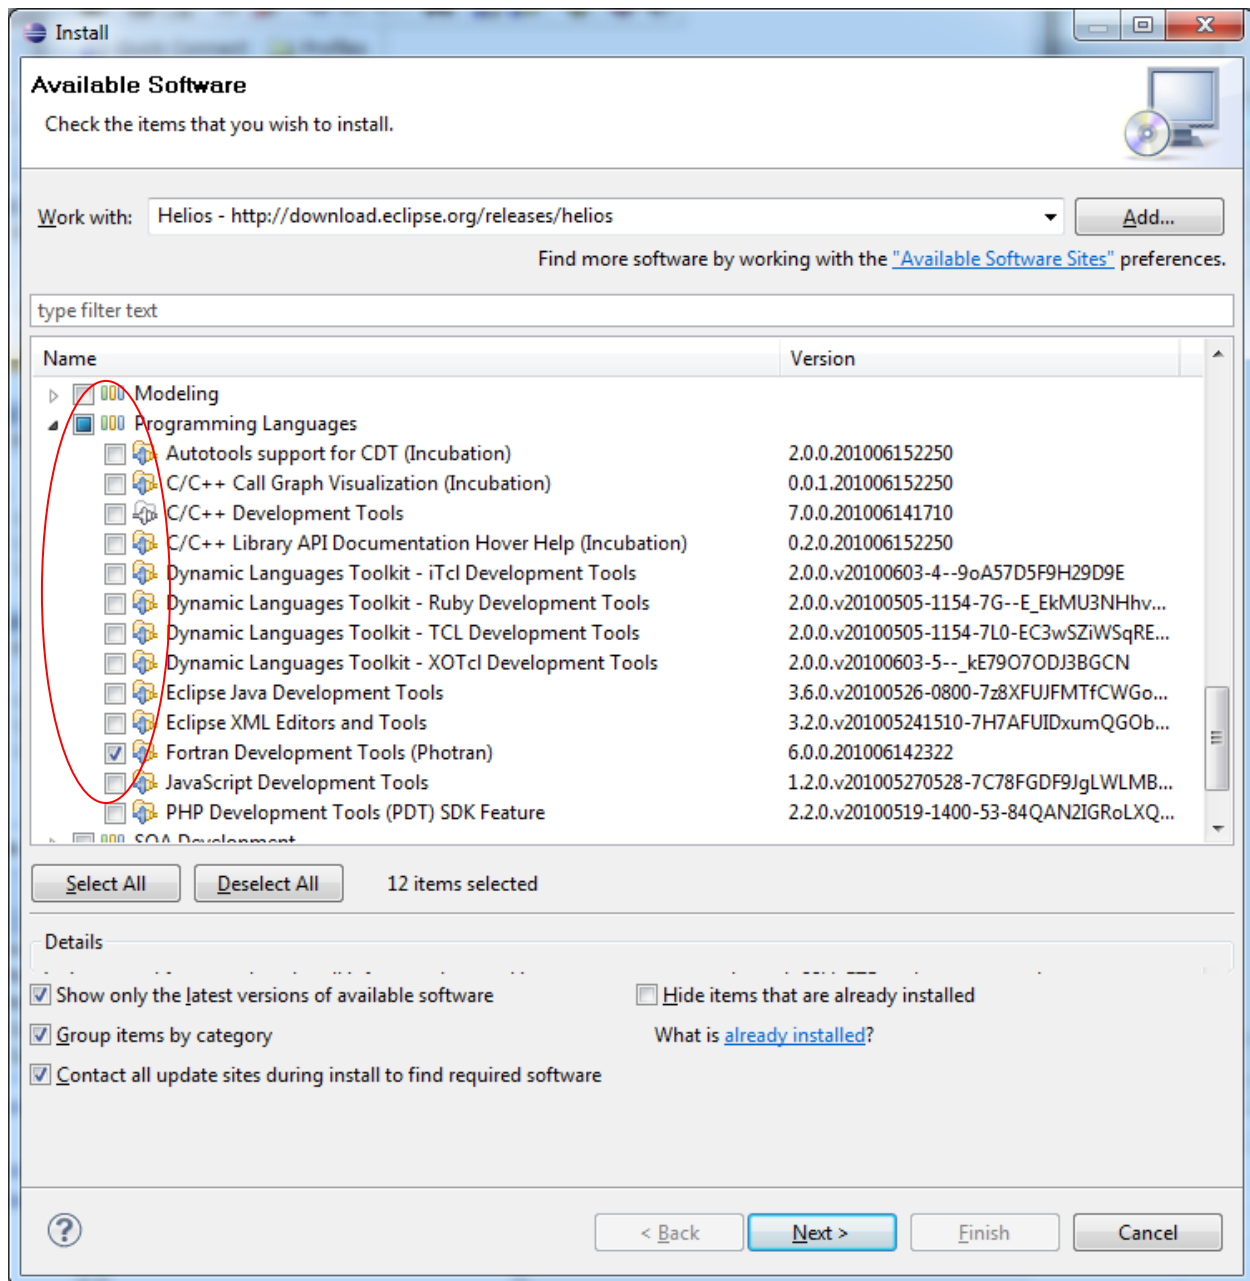 Install
Available Software
Check the items that you wish to install.
Work with: Helios - http://download.eclipse.org/releases/helios Add...
Find more software by working with the "Available Software Sites" preferences.
type filter text
Name Version
Modeling
Programming Languages
Autotools support for CDT (Incubation) 2.0.0.201006152250
C/C++ Call Graph Visualization (Incubation) 0.0.1.201006152250
C/C++ Development Tools 7.0.0.201006141710
C/C++ Library API Documentation Hover Help (Incubation) 0.2.0.201006152250
Dynamic Languages Toolkit - iTcl Development Tools 2.0.0.v20100603-4--9oA57D5F9H29D9E
Dynamic Languages Toolkit - Ruby Development Tools 2.0.0.v20100505-1154-7G--E_EkMU3NHhv...
Dynamic Languages Toolkit - TCL Development Tools 2.0.0.v20100505-1154-7L0-EC3wSZiWSqRE...
Dynamic Languages Toolkit - XOTcl Development Tools 2.0.0.v20100603-5--_kE79O7ODJ3BGCN
Eclipse Java Development Tools 3.6.0.v20100526-0800-7z8XFUJFMTfCWGo...
Eclipse XML Editors and Tools 3.2.0.v201005241510-7H7AFUIDxumQGOb...
Fortran Development Tools (Photran) 6.0.0.201006142322
JavaScript Development Tools 1.2.0.v201005270528-7C78FGDF9JgLWLMB...
PHP Development Tools (PDT) SDK Feature 2.2.0.v20100519-1400-53-84QAN2IGRoLXQ...
SOA Development
Select All Deselect All 12 items selected
Details
Show only the latest versions of available software Hide items that are already installed
Group items by category What is already installed?
Contact all update sites during install to find required software
< Back Next > Finish Cancel